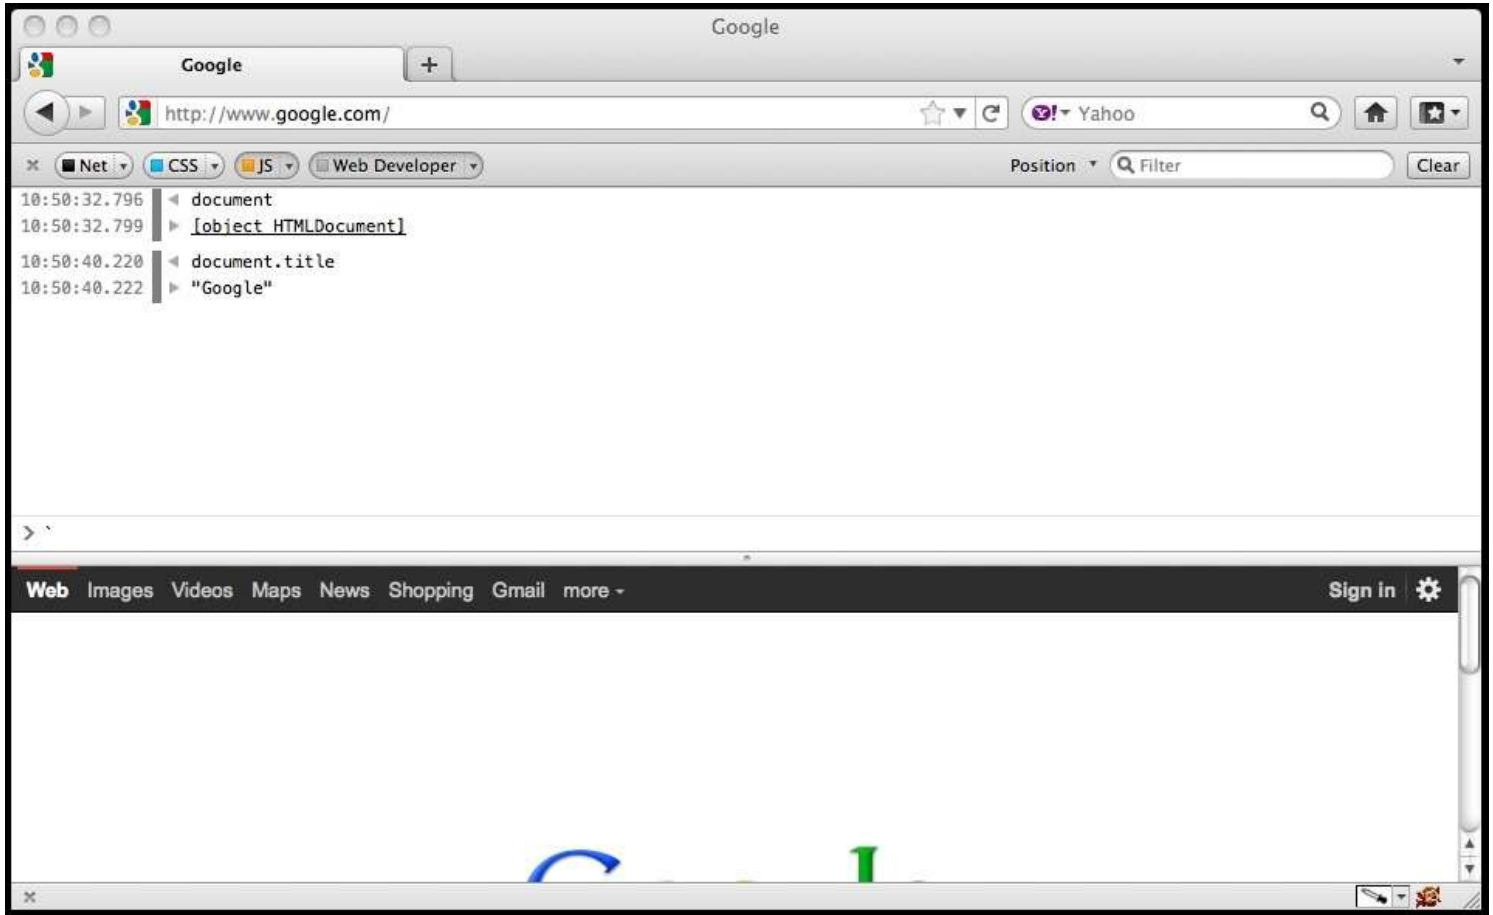 Google
Google
http://www.google.com/ Yahoo
Net CSS JS Web Developer Position Filter Clear
10:50:32.796 document
10:50:32.799 [object HTMLDocument]
10:50:40.220 document.title
10:50:40.222 "Google"
> `
Web Images Videos Maps News Shopping Gmail more Sign in